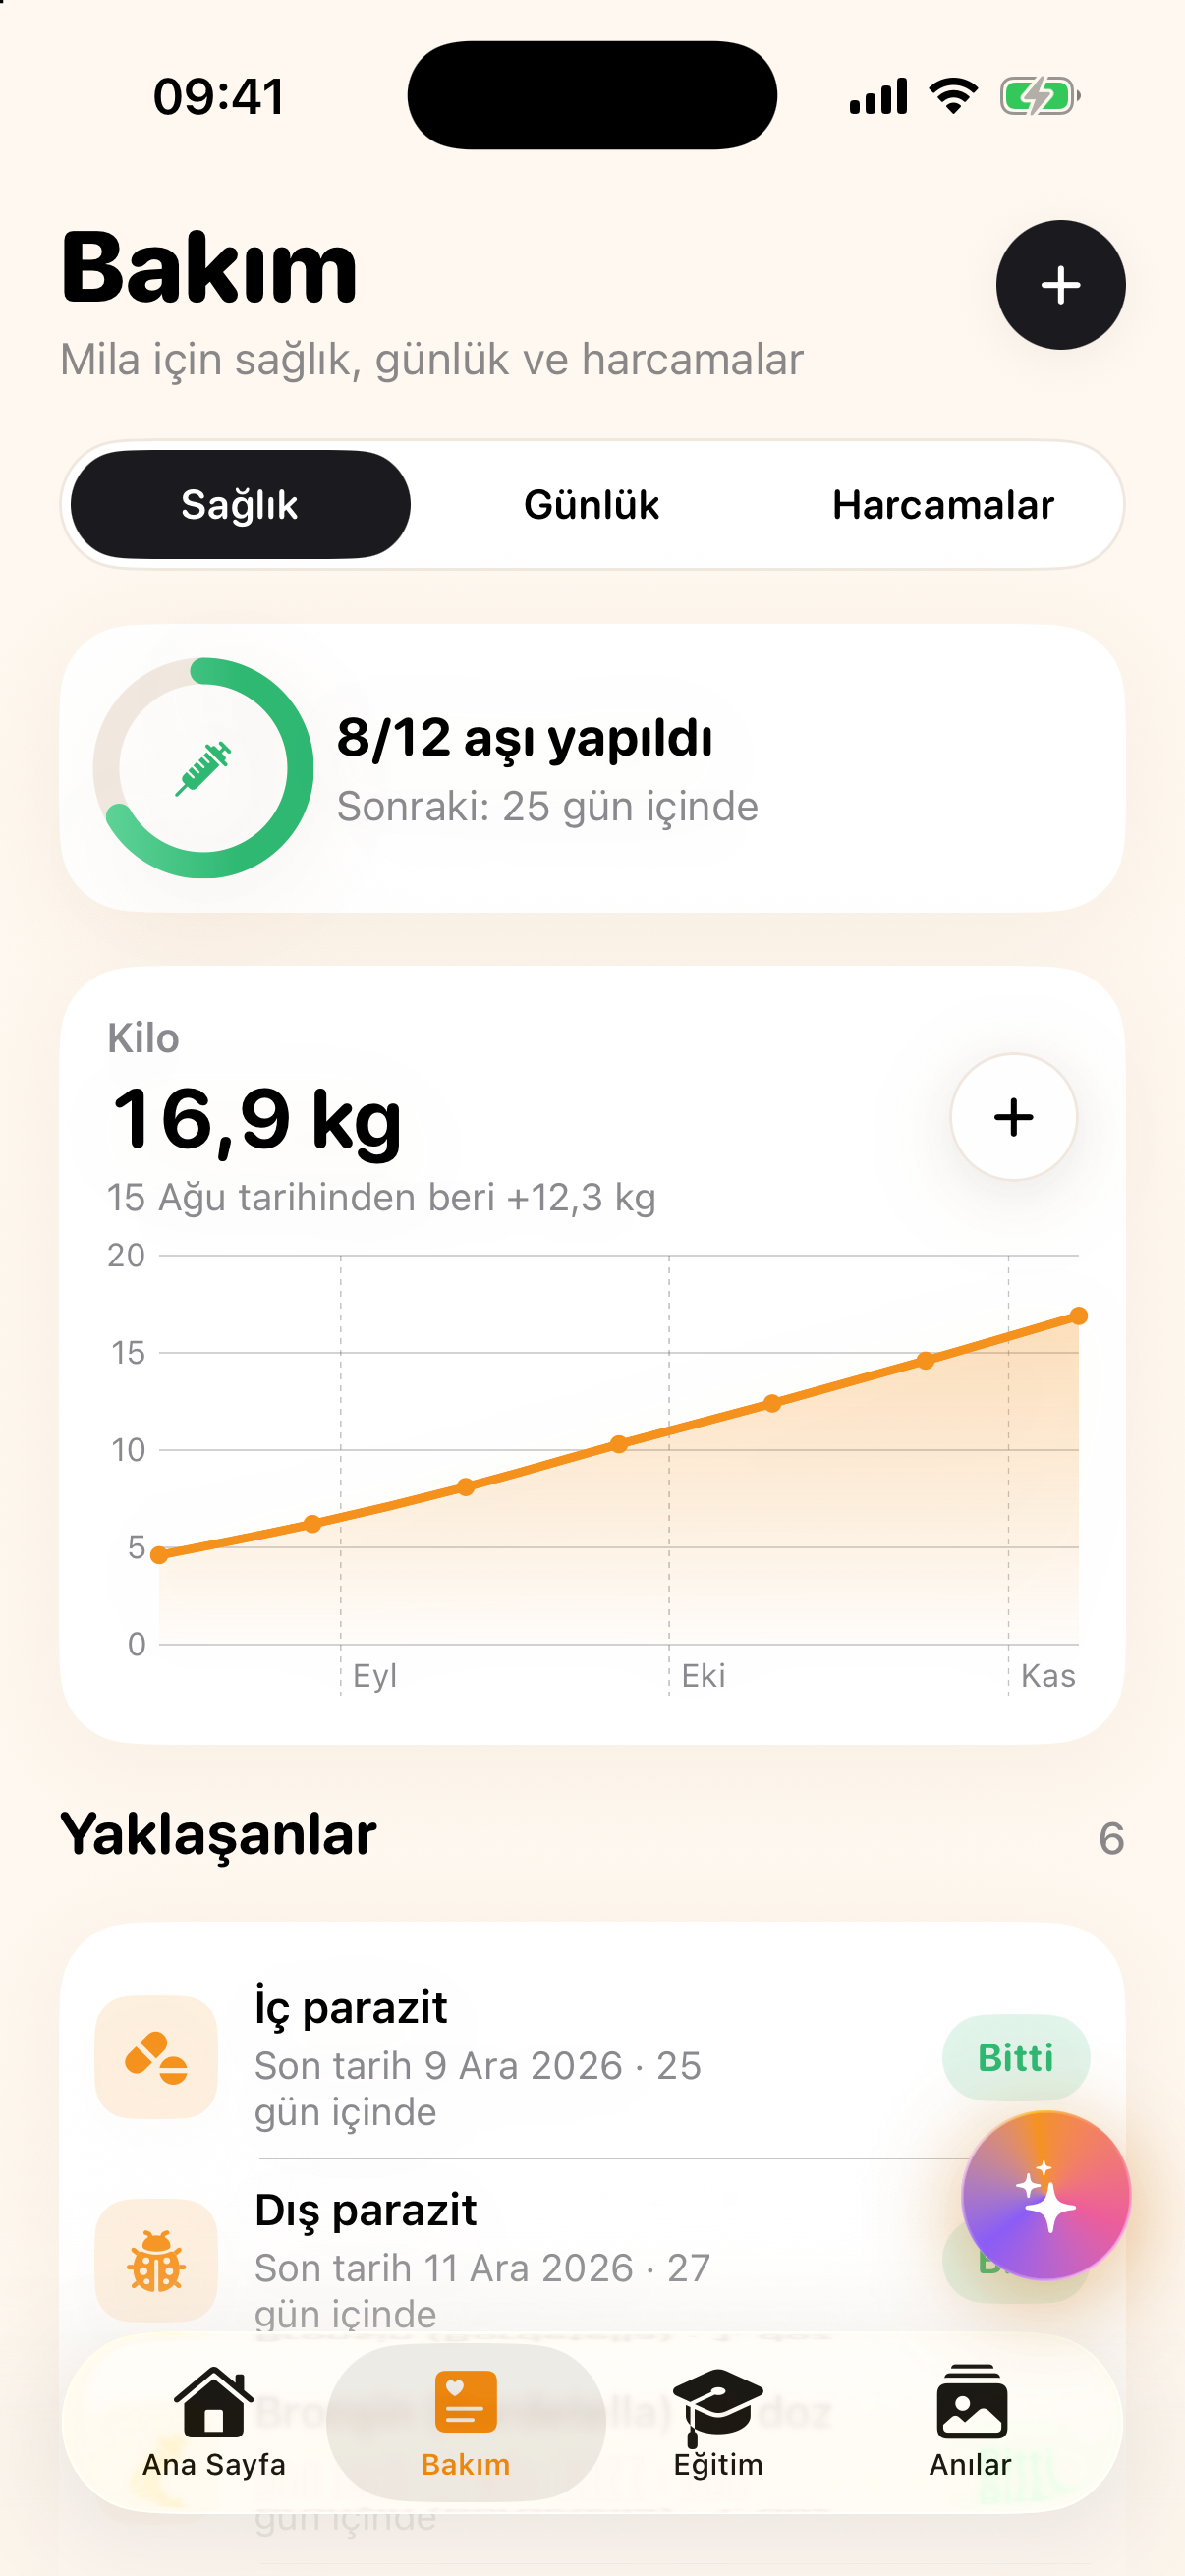 09:41
Bakım
Mila için sağlık, günlük ve harcamalar
Sağlık
Günlük
Harcamalar
8/12 aşı yapıldı
Sonraki: 25 gün içinde
Kilo
16,9 kg
15 Ağu tarihinden beri +12,3 kg
20
15
10
5
0
Eyl
Eki
Kas
Yaklaşanlar
6
İç parazit
Son tarih 9 Ara 2026 · 25
gün içinde
Bitti
Dış parazit
Son tarih 11 Ara 2026 · 27
gün içinde
doz
Ana Sayfa
Bakım
Eğitim
Anılar
gün içinde